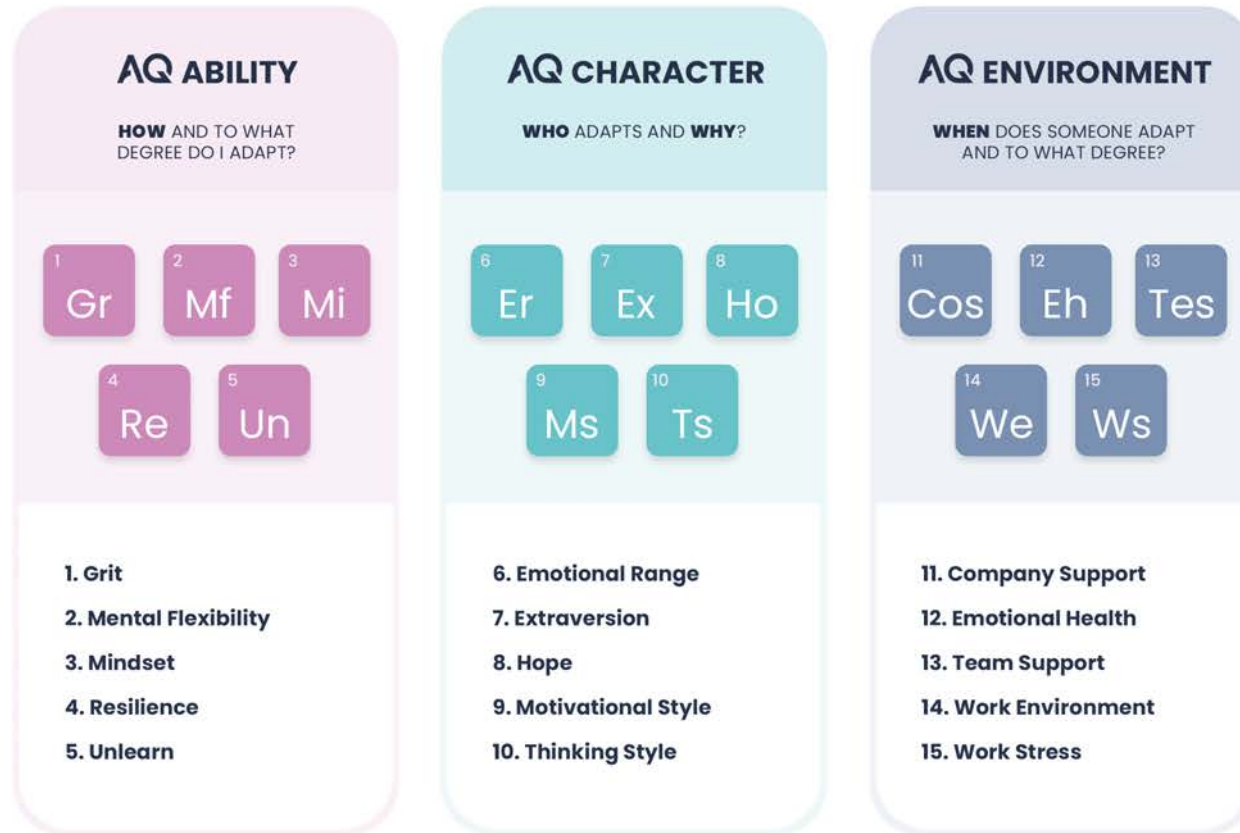 AQ ABILITY
HOW AND TO WHAT
DEGREE DO I ADAPT?
1
Gr
2
Mf
3
Mi
4
Re
5
Un
1. Grit
2. Mental Flexibility
3. Mindset
4. Resilience
5. Unlearn
AQ CHARACTER
WHO ADAPTS AND WHY?
6
Er
7
Ex
8
Ho
9
Ms
10
Ts
6. Emotional Range
7. Extraversion
8. Hope
9. Motivational Style
10. Thinking Style
AQ ENVIRONMENT
WHEN DOES SOMEONE ADAPT
AND TO WHAT DEGREE?
11
Cos
12
Eh
13
Tes
14
We
15
Ws
11. Company Support
12. Emotional Health
13. Team Support
14. Work Environment
15. Work Stress